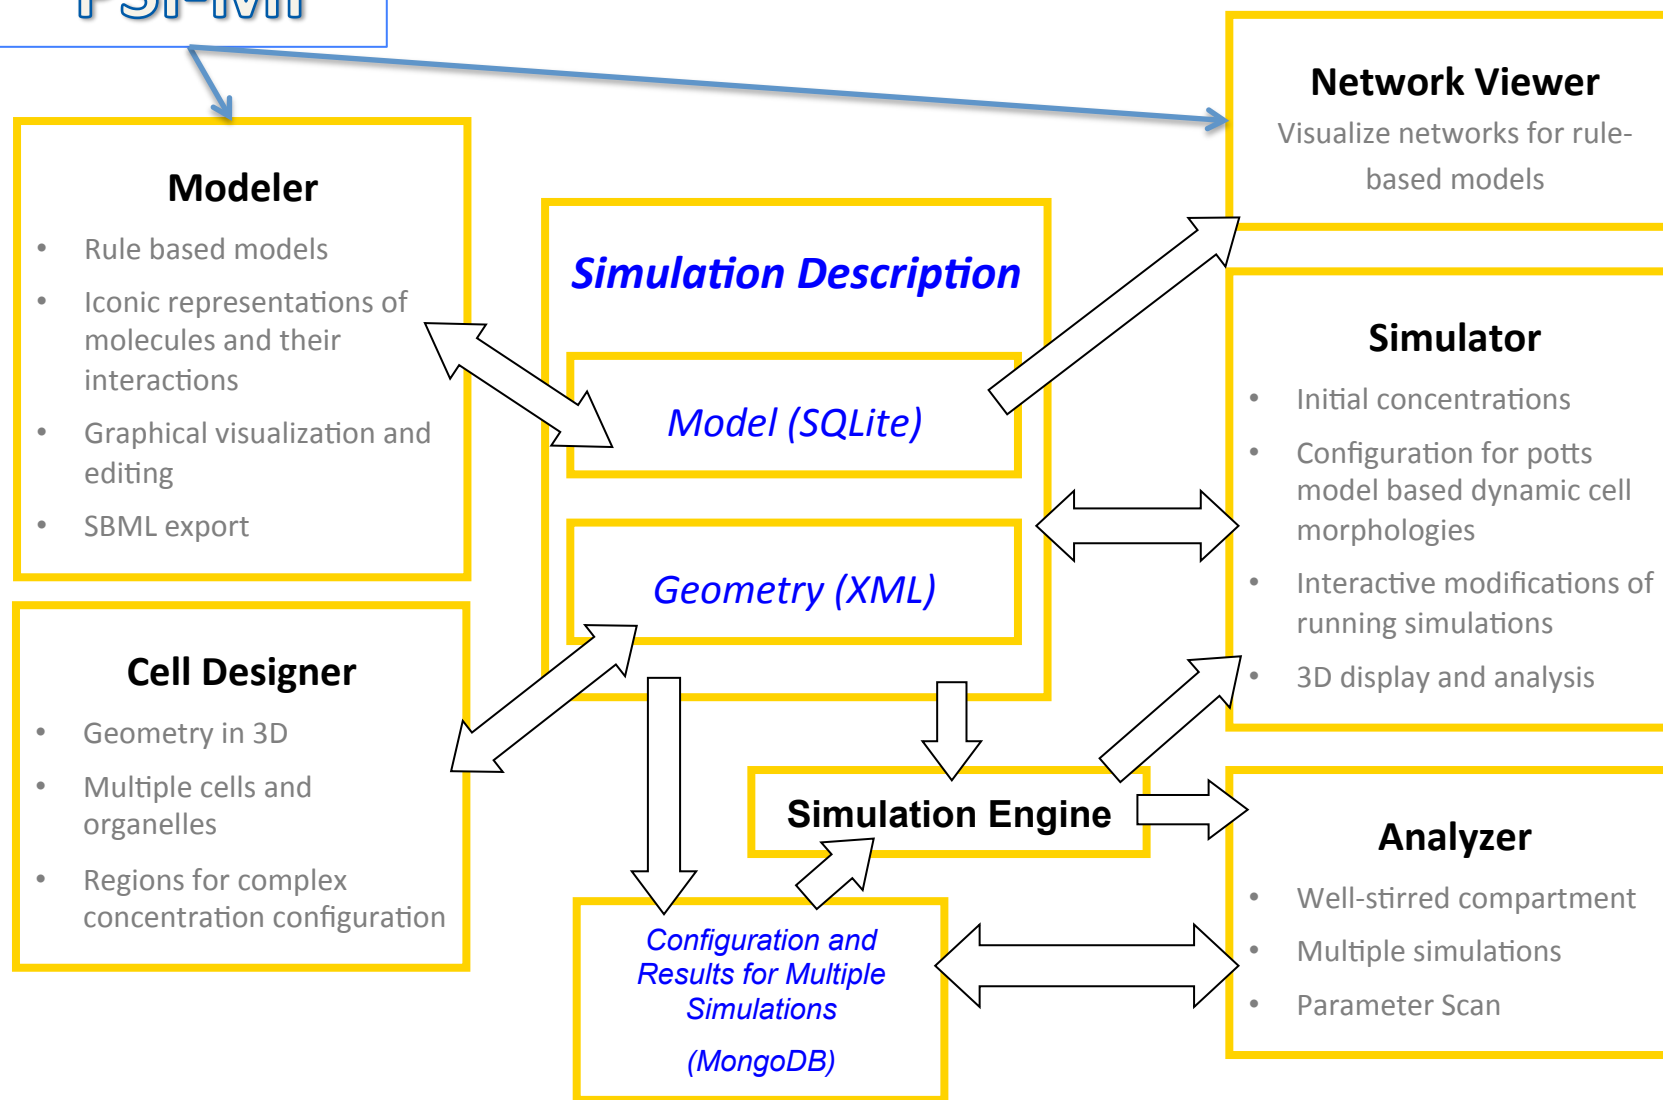 PSI-MI
Network Viewer
Visualize networks for rule-
based models
Modeler
• Rule based models
• Iconic representations of
molecules and their
interactions
• Graphical visualization and
editing
• SBML export
Simulation Description
Model (SQLite)
Geometry (XML)
Simulator
• Initial concentrations
• Configuration for potts
model based dynamic cell
morphologies
• Interactive modifications of
running simulations
• 3D display and analysis
Cell Designer
• Geometry in 3D
• Multiple cells and
organelles
• Regions for complex
concentration configuration
Simulation Engine
Configuration and
Results for Multiple
Simulations
(MongoDB)
Analyzer
• Well-stirred compartment
• Multiple simulations
• Parameter Scan